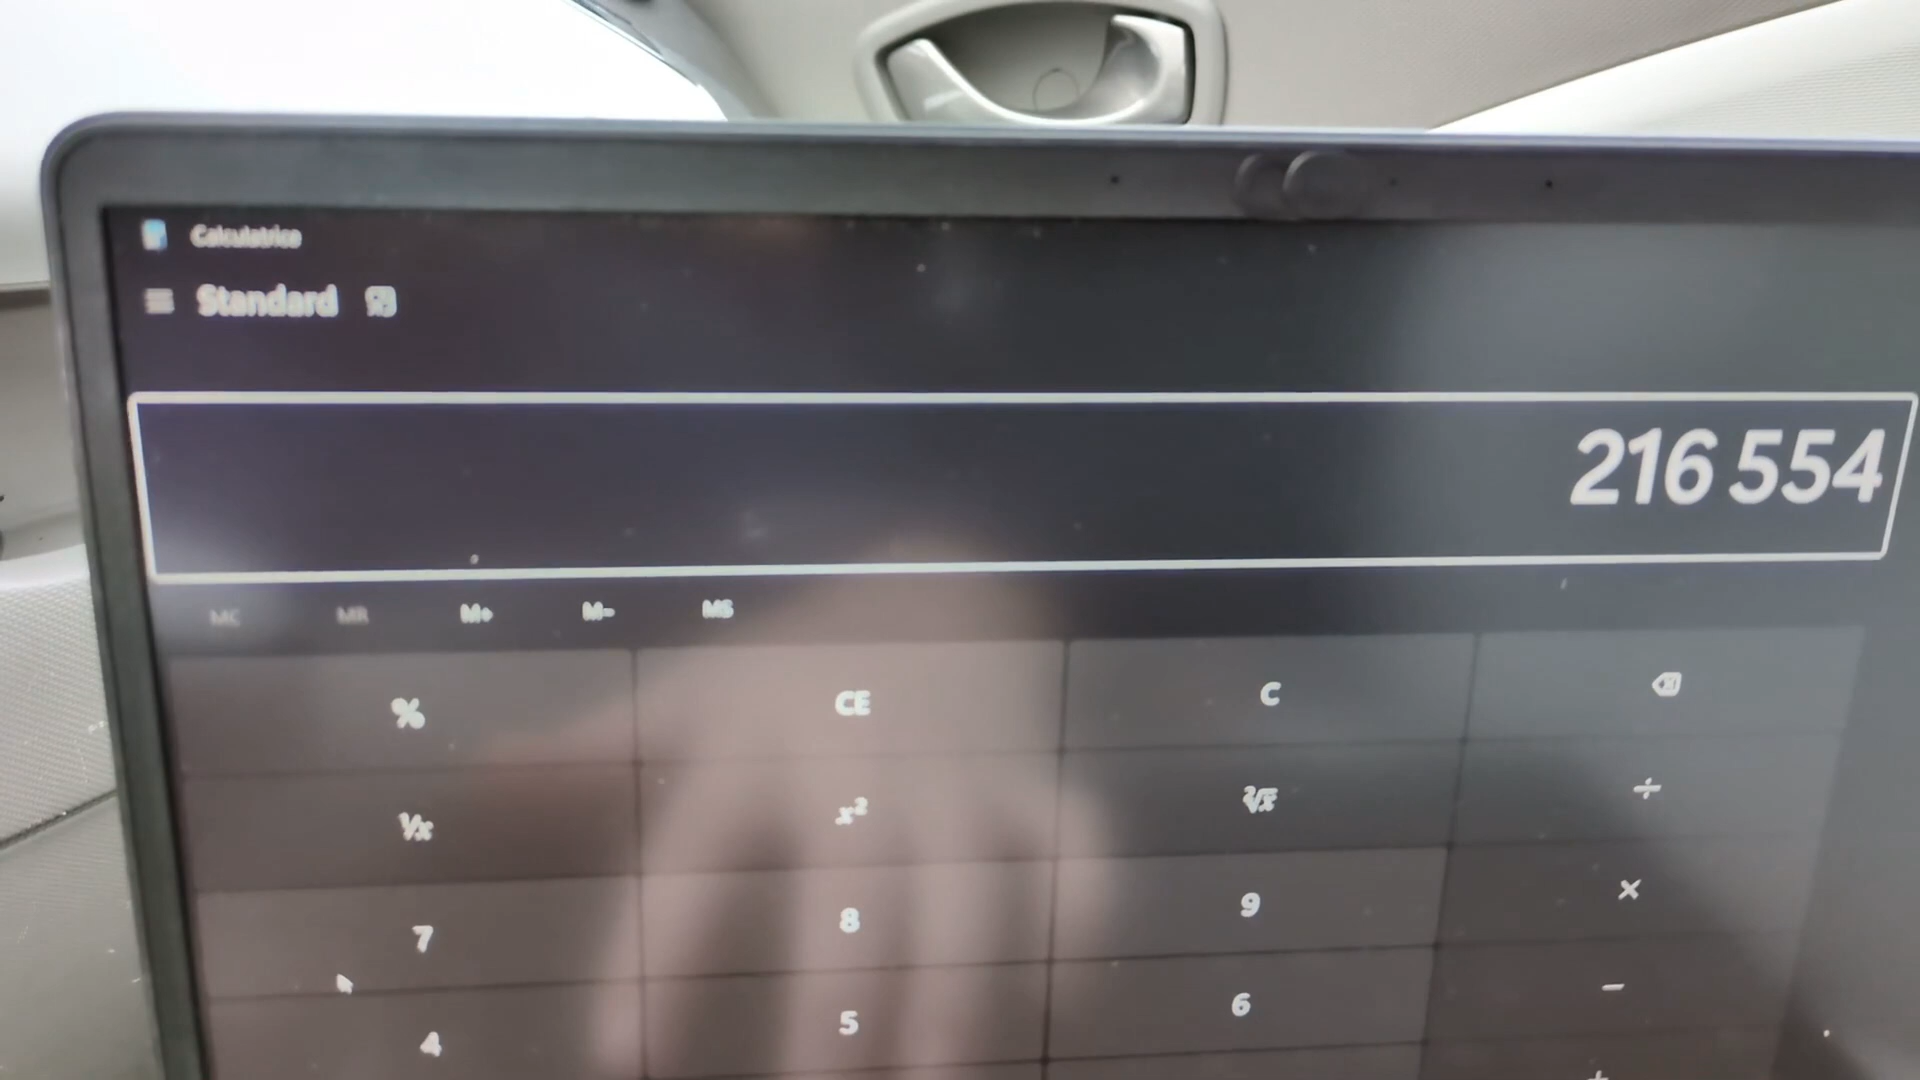 Calculatrice
Standard
216 554
MC MR M+ M- MS
% CE C
⅟x x² ²√x ÷
7 8 9 ×
4 5 6 −
+